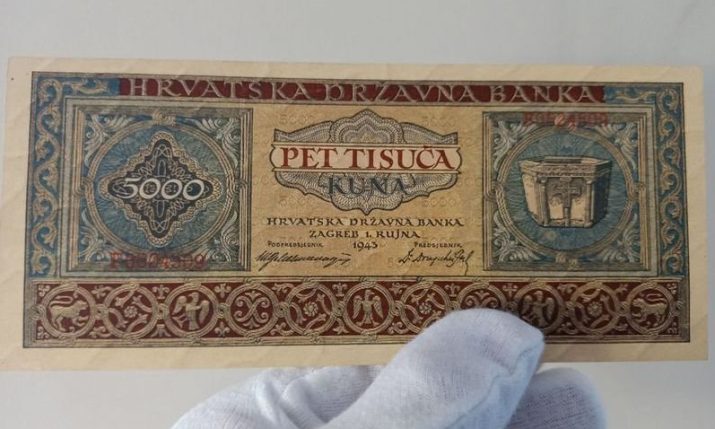 HRVATSKA DRŽAVNA BANKA
5000
PET TISUĆA
KUNA
HRVATSKA DRŽAVNA BANKA
ZAGREB 1. RUJNA
PODPREDSJEDNIK 1943 PREDSJEDNIK